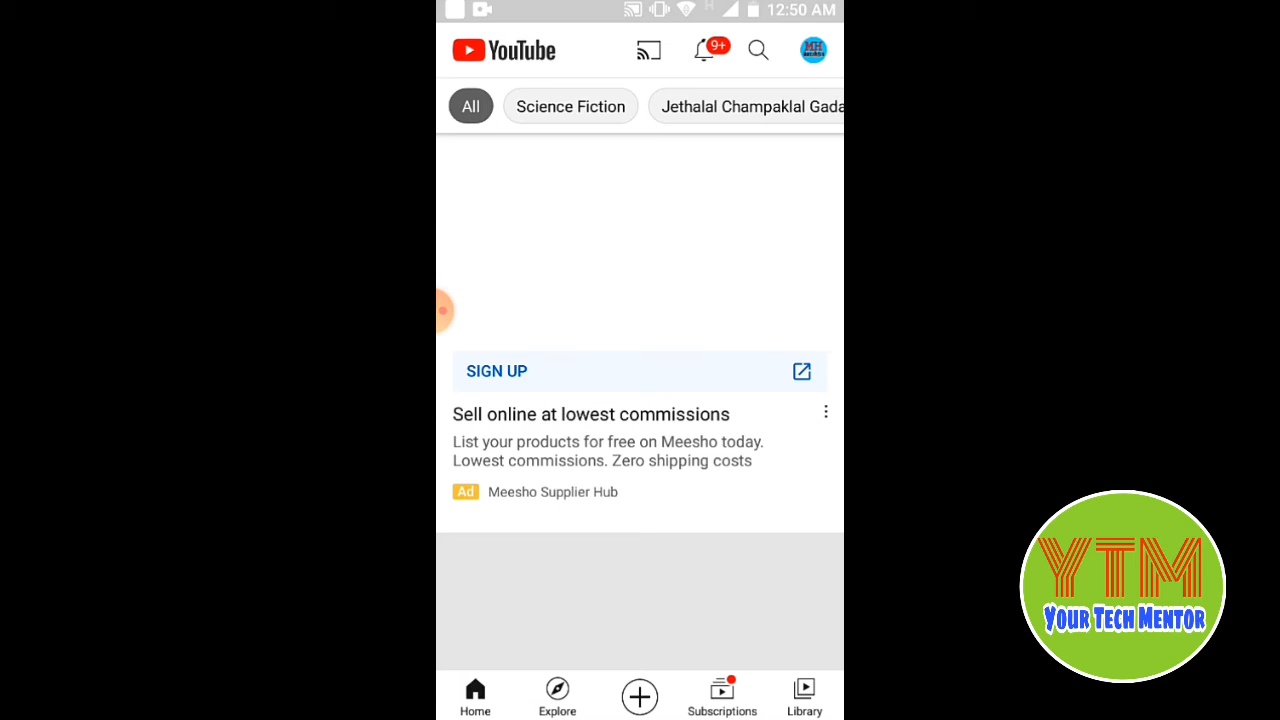 H
12:50 AM
YouTube
9+
All
Science Fiction
Jethalal Champaklal Gada
SIGN UP
Sell online at lowest commissions
List your products for free on Meesho today.
Lowest commissions. Zero shipping costs
Ad Meesho Supplier Hub
Home
Explore
Subscriptions
Library
YTM
YOUR TECH MENTOR